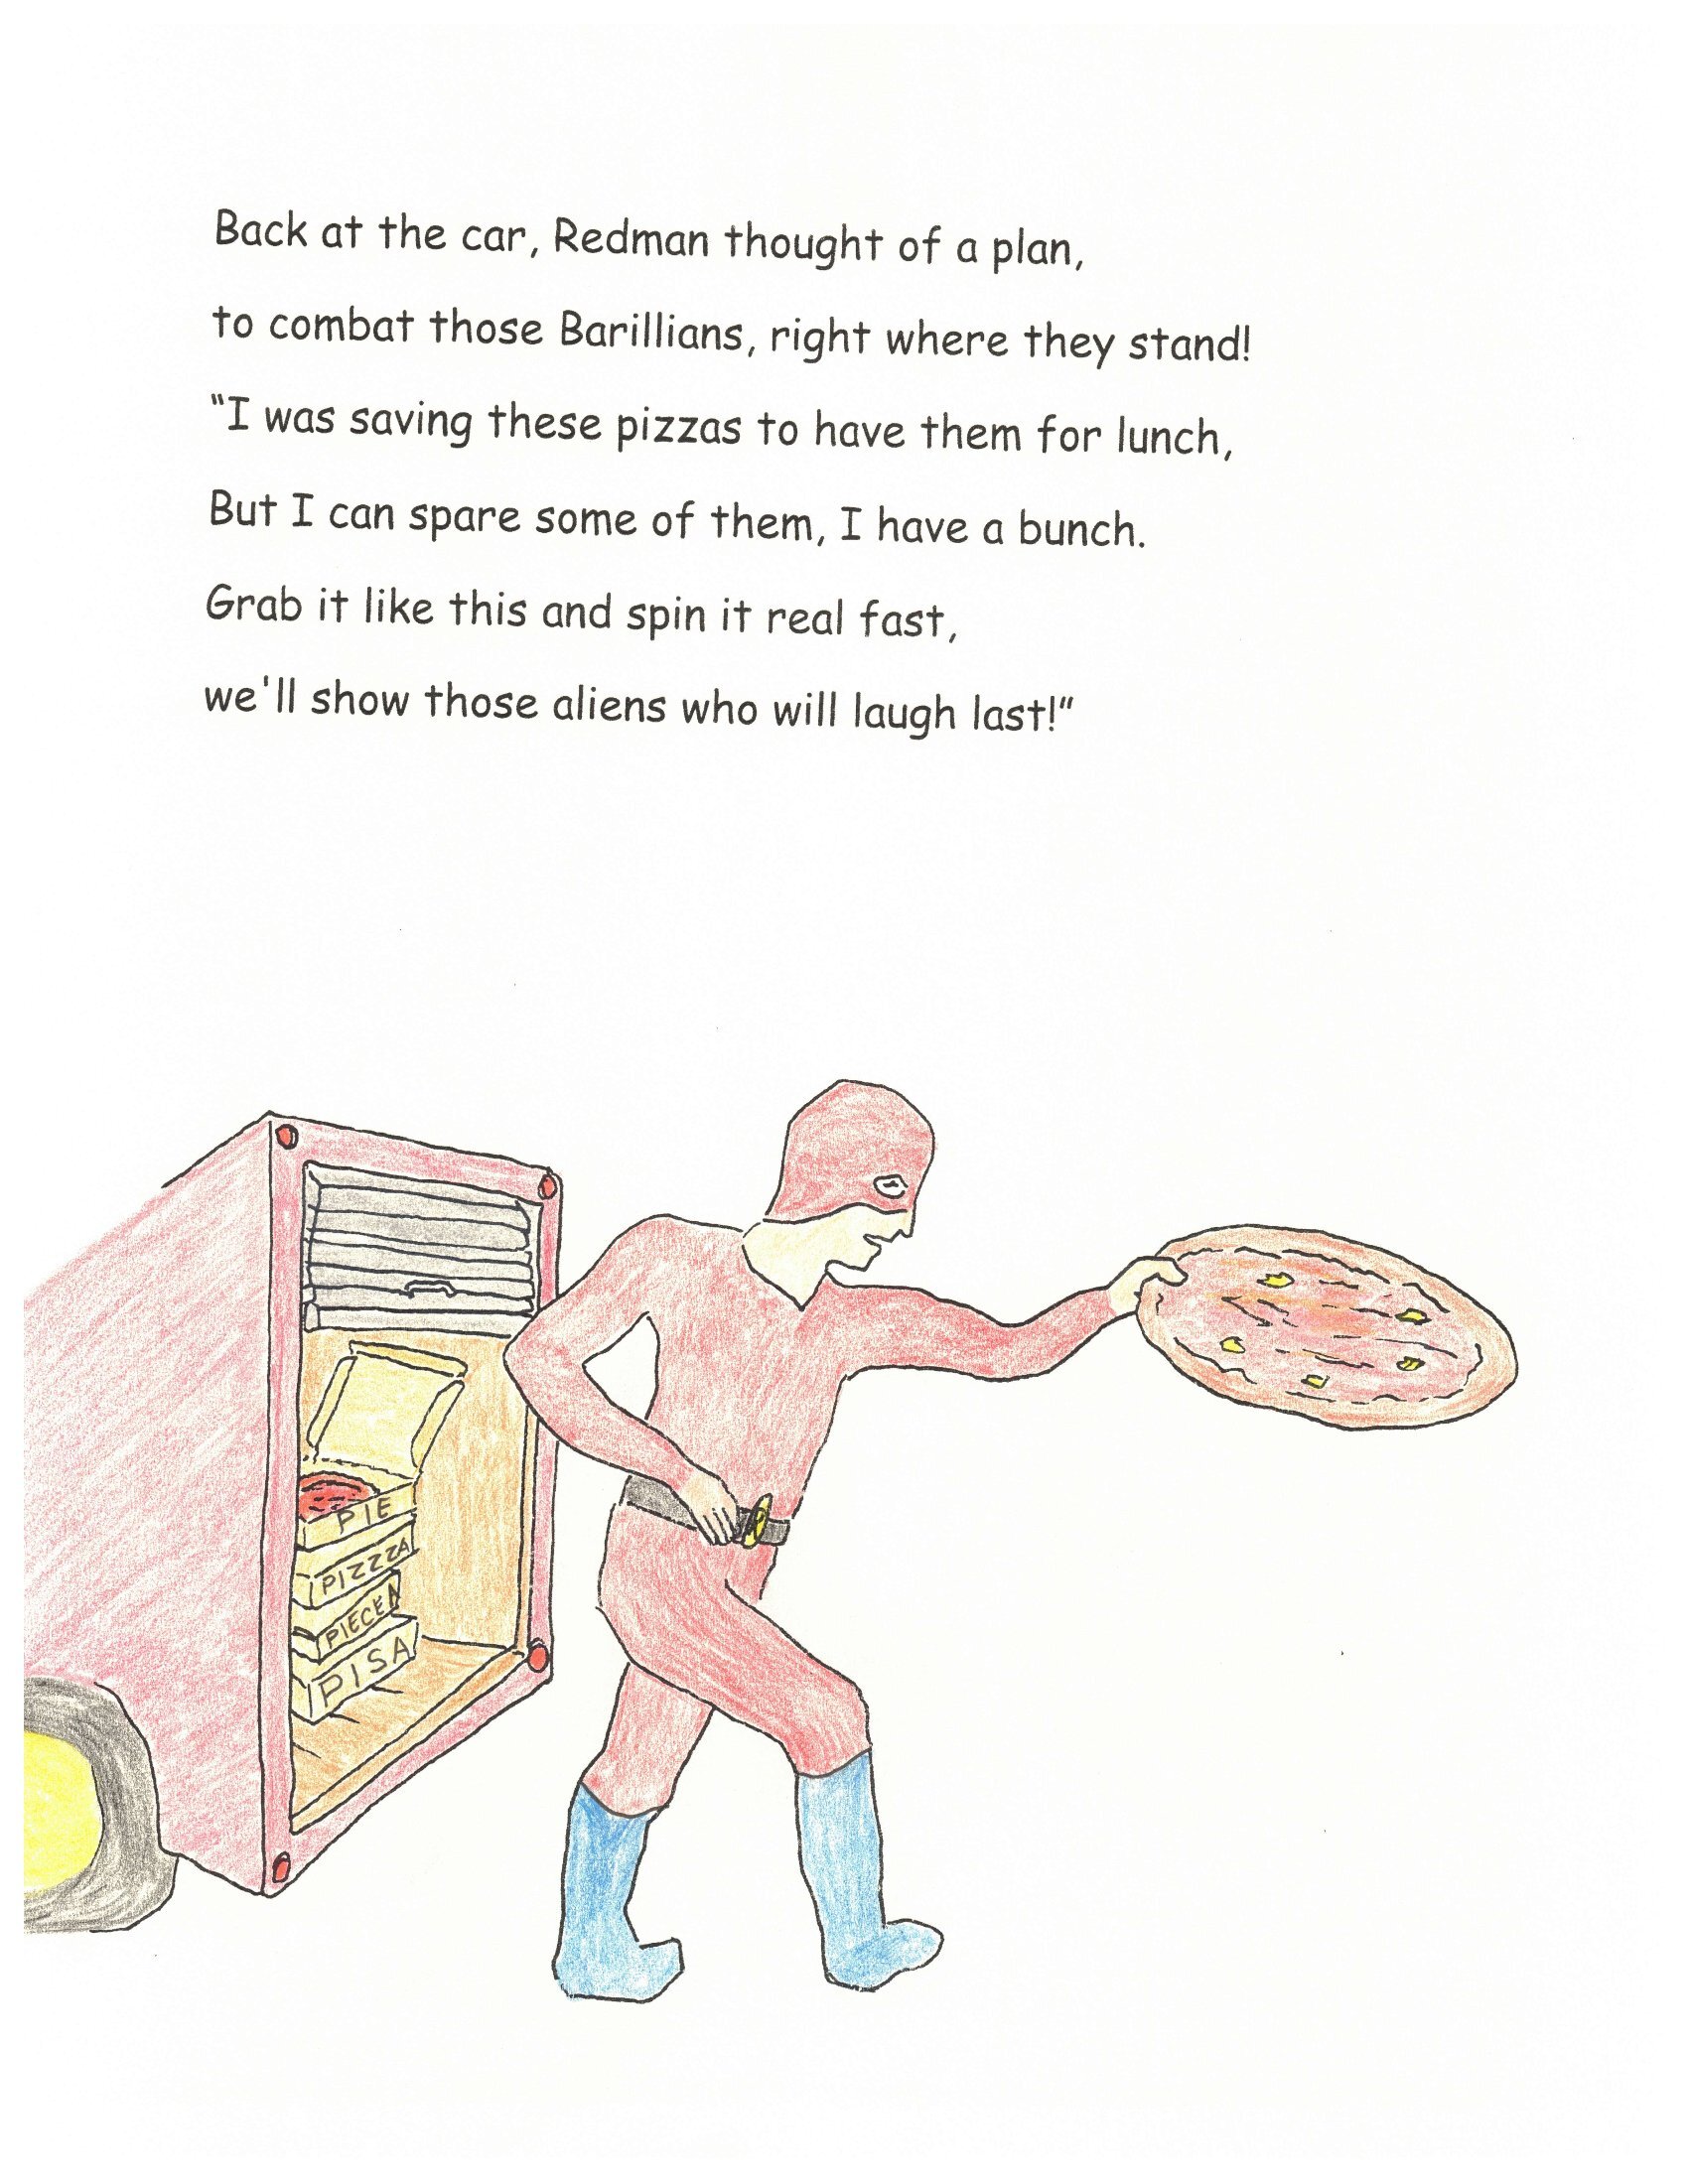 Back at the car, Redman thought of a plan,
to combat those Barillians, right where they stand!
“I was saving these pizzas to have them for lunch,
But I can spare some of them, I have a bunch.
Grab it like this and spin it real fast,
we'll show those aliens who will laugh last!”
PIE
PIZZZA
PIECEA
PISA